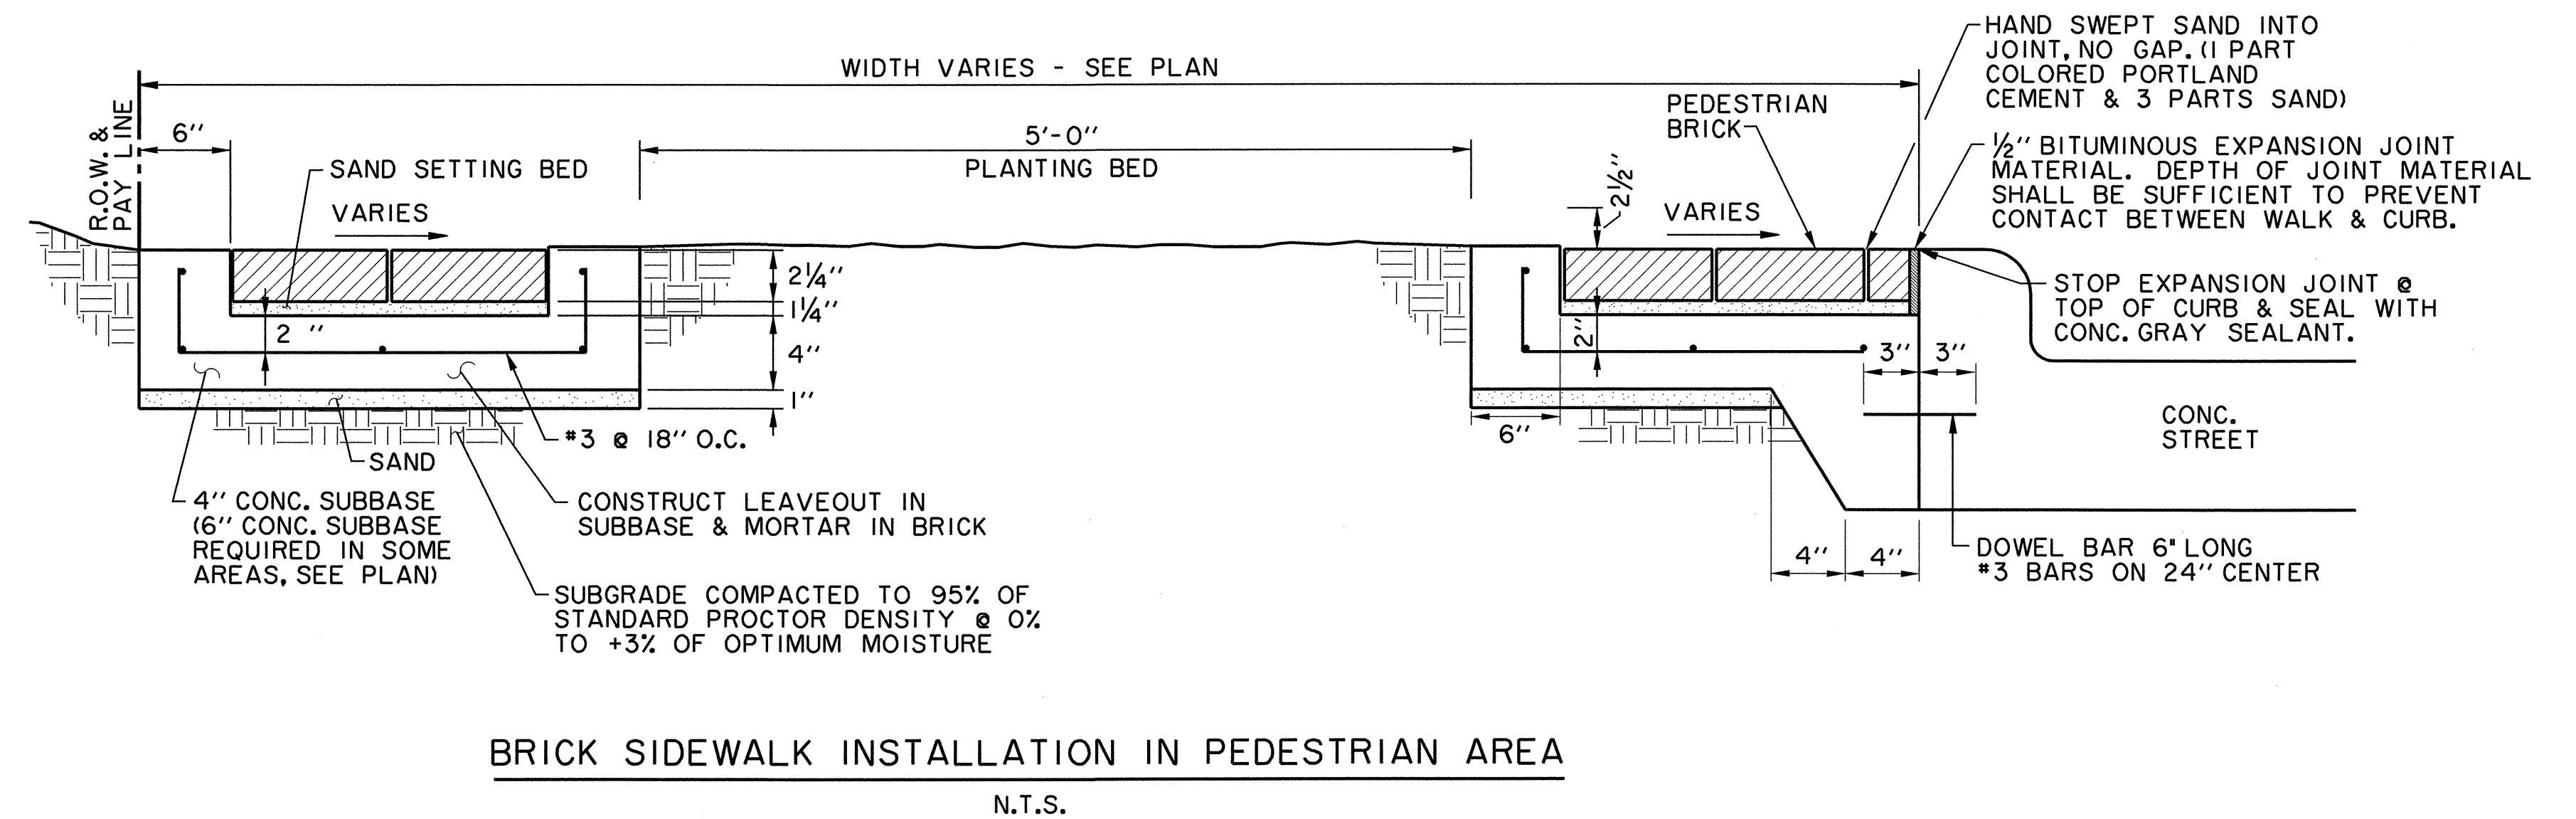 HAND SWEPT SAND INTO
JOINT, NO GAP. (1 PART
COLORED PORTLAND
CEMENT & 3 PARTS SAND)
WIDTH VARIES - SEE PLAN
R.O.W. &
PAY LINE
6"
SAND SETTING BED
VARIES
5'-0"
PLANTING BED
PEDESTRIAN
BRICK
2½"
VARIES
½" BITUMINOUS EXPANSION JOINT
MATERIAL. DEPTH OF JOINT MATERIAL
SHALL BE SUFFICIENT TO PREVENT
CONTACT BETWEEN WALK & CURB.
STOP EXPANSION JOINT @
TOP OF CURB & SEAL WITH
CONC. GRAY SEALANT.
2 "
2¼"
1¼"
4"
1"
2"
3"
3"
6"
CONC.
STREET
#3 @ 18" O.C.
SAND
4" CONC. SUBBASE
(6" CONC. SUBBASE
REQUIRED IN SOME
AREAS, SEE PLAN)
CONSTRUCT LEAVEOUT IN
SUBBASE & MORTAR IN BRICK
SUBGRADE COMPACTED TO 95% OF
STANDARD PROCTOR DENSITY @ 0%
TO +3% OF OPTIMUM MOISTURE
4"
4"
DOWEL BAR 6" LONG
#3 BARS ON 24" CENTER
BRICK SIDEWALK INSTALLATION IN PEDESTRIAN AREA
N.T.S.